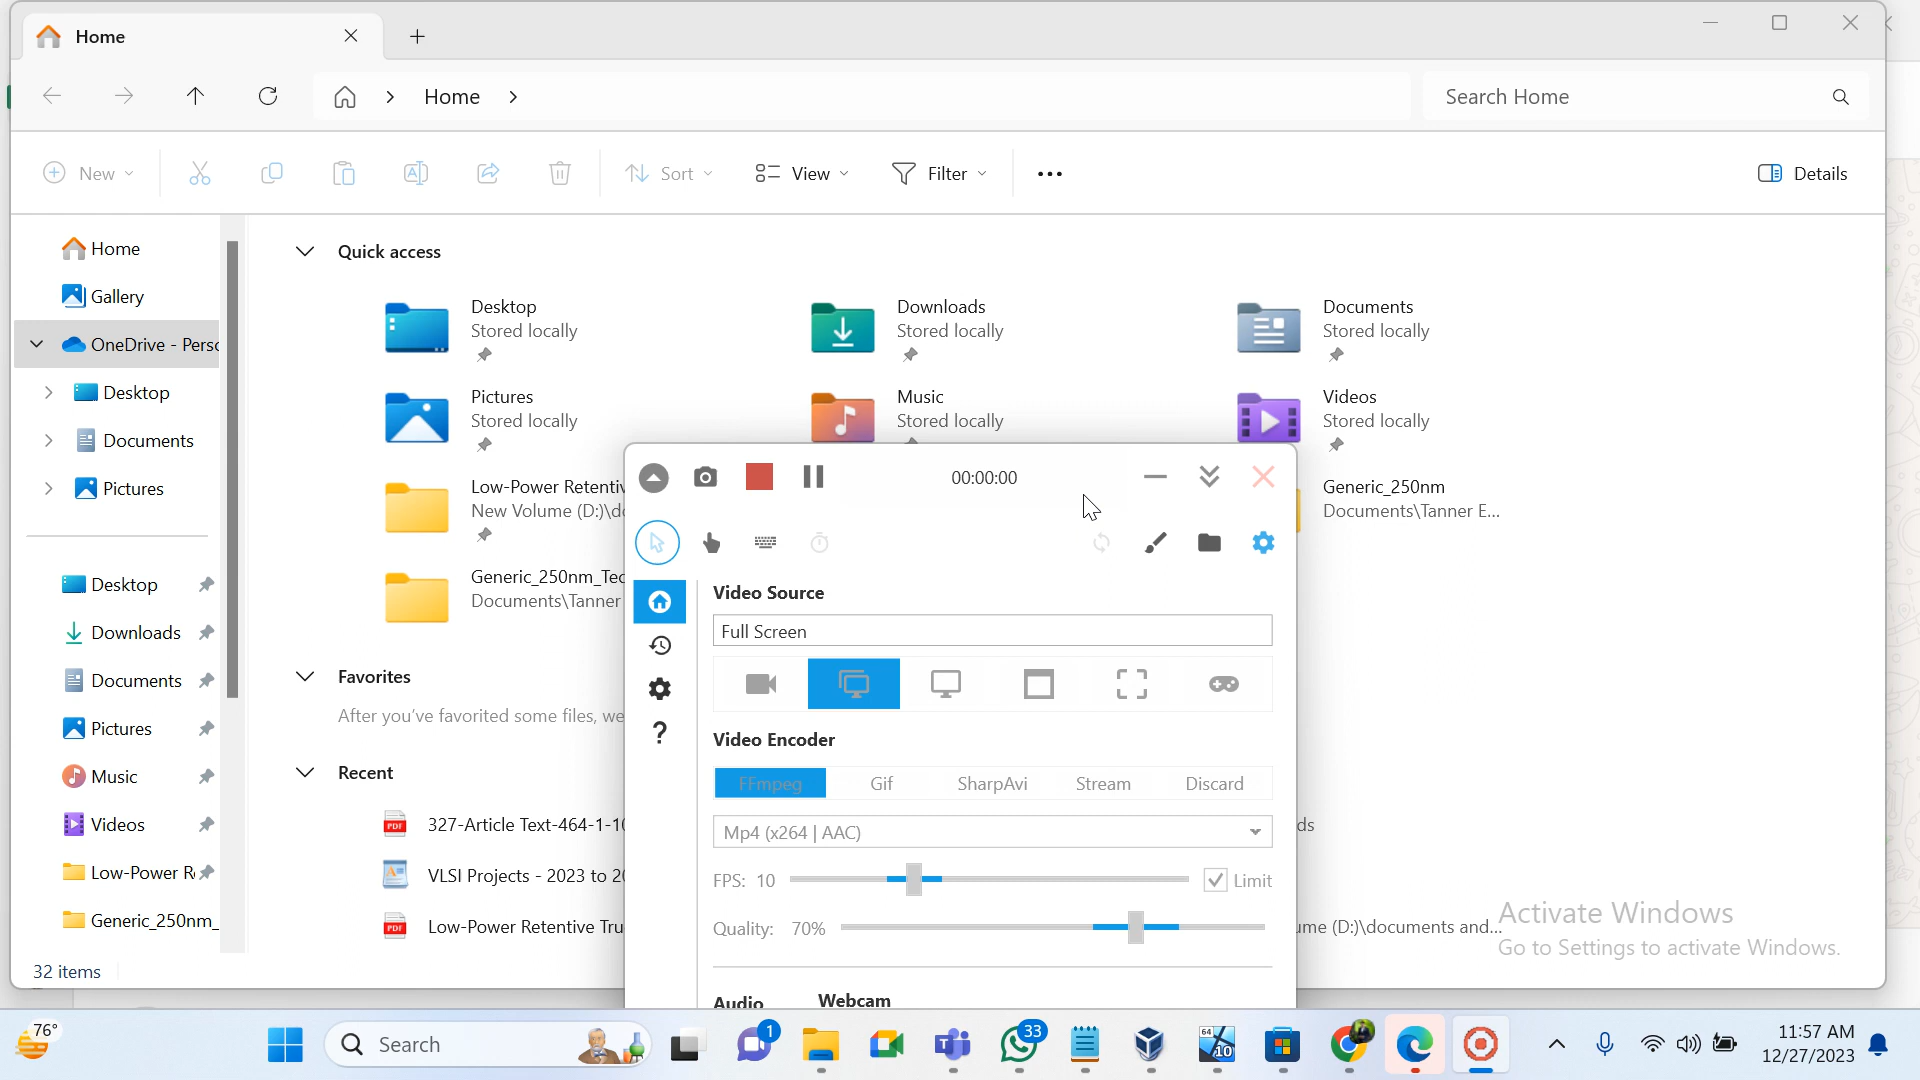 Home
Home
Search Home
New
Sort
View
Filter
Details
Home
Gallery
OneDrive - Perso
Desktop
Documents
Pictures
Desktop
Downloads
Documents
Pictures
Music
Videos
Low-Power R
Generic_250nm_
32 items
Quick access
Desktop
Stored locally
Downloads
Stored locally
Documents
Stored locally
Pictures
Stored locally
Music
Stored locally
Videos
Stored locally
Low-Power Retentiv
New Volume (D:)\d
Generic_250nm
Documents\Tanner E...
Generic_250nm_Tec
Documents\Tanner
Favorites
After you've favorited some files, we
Recent
327-Article Text-464-1-10
ds
VLSI Projects - 2023 to 20
Low-Power Retentive Tru
ume (D:)\documents and...
00:00:00
Video Source
Full Screen
Video Encoder
FFmpeg
Gif
SharpAvi
Stream
Discard
Mp4 (x264 | AAC)
FPS: 10
Limit
Quality: 70%
Audio
Webcam
Activate Windows
Go to Settings to activate Windows.
76°
Search
1
33
64
10
11:57 AM
12/27/2023